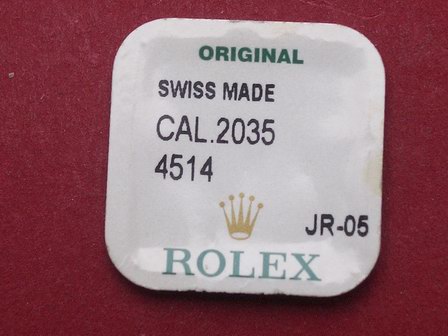 ORIGINAL
SWISS MADE
CAL.2035
4514
JR-05
ROLEX